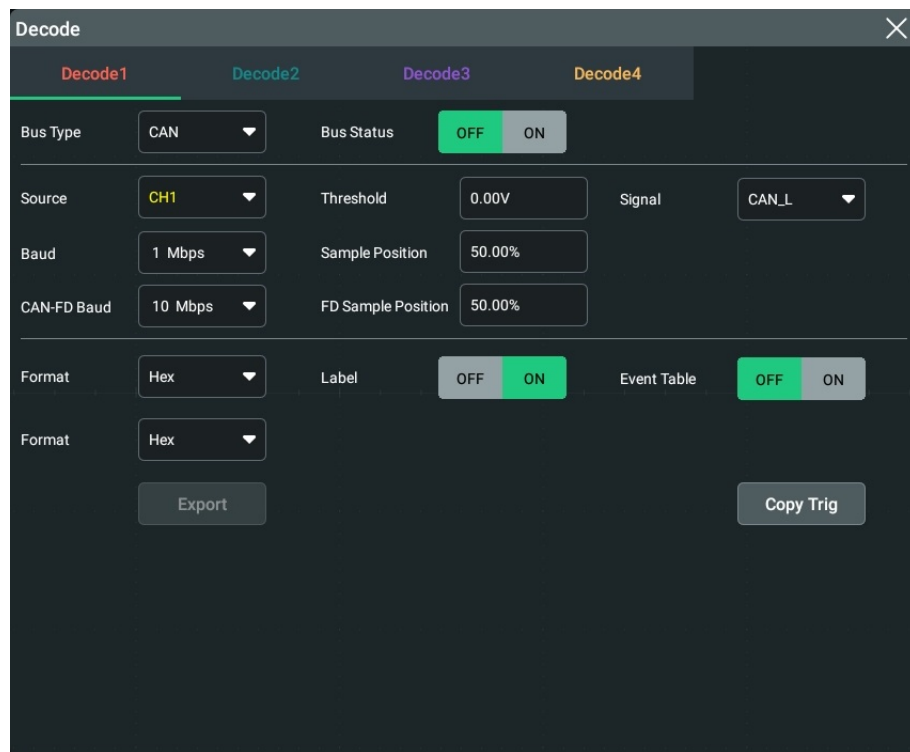 Decode
Decode1 Decode2 Decode3 Decode4
Bus Type CAN Bus Status OFF ON
Source CH1 Threshold 0.00V Signal CAN_L
Baud 1 Mbps Sample Position 50.00%
CAN-FD Baud 10 Mbps FD Sample Position 50.00%
Format Hex Label OFF ON Event Table OFF ON
Format Hex
Export Copy Trig